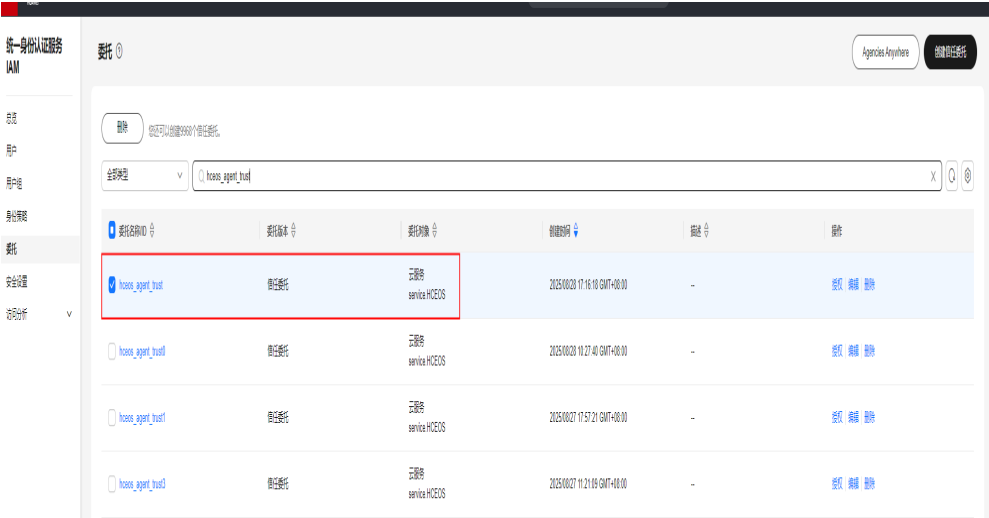 统一身份认证服务
IAM
总览
用户
用户组
身份策略
委托
安全设置
访问分析
委托
Agencies Anywhere
创建信任委托
删除
您还可以创建9960个信任委托。
全部类型
hceos_agent_trust
委托名称/ID
委托版本
委托对象
创建时间
描述
操作
hceos_agent_trust
信任委托
云服务
service.HCEOS
2025/08/28 17:16:18 GMT+08:00
--
授权 编辑 删除
hceos_agent_trust0
信任委托
云服务
service.HCEOS
2025/08/28 10:27:40 GMT+08:00
--
授权 编辑 删除
hceos_agent_trust1
信任委托
云服务
service.HCEOS
2025/08/27 17:57:21 GMT+08:00
--
授权 编辑 删除
hceos_agent_trust3
信任委托
云服务
service.HCEOS
2025/08/27 11:21:09 GMT+08:00
--
授权 编辑 删除